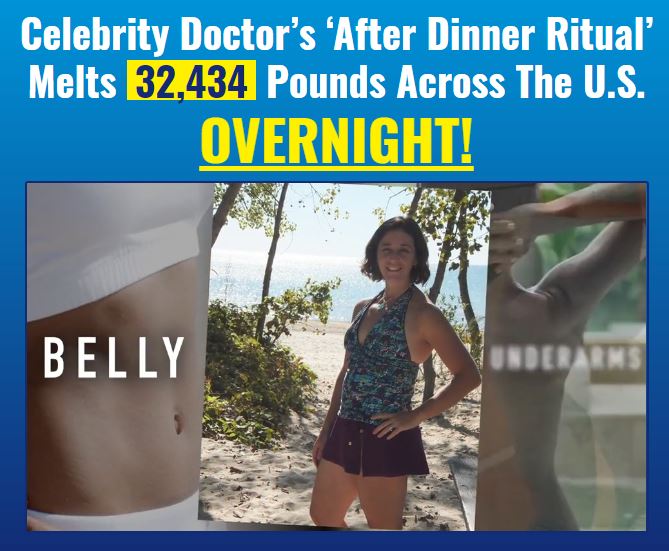 Celebrity Doctor's 'After Dinner Ritual'
Melts 32,434 Pounds Across The U.S.
OVERNIGHT!
BELLY
UNDERARMS